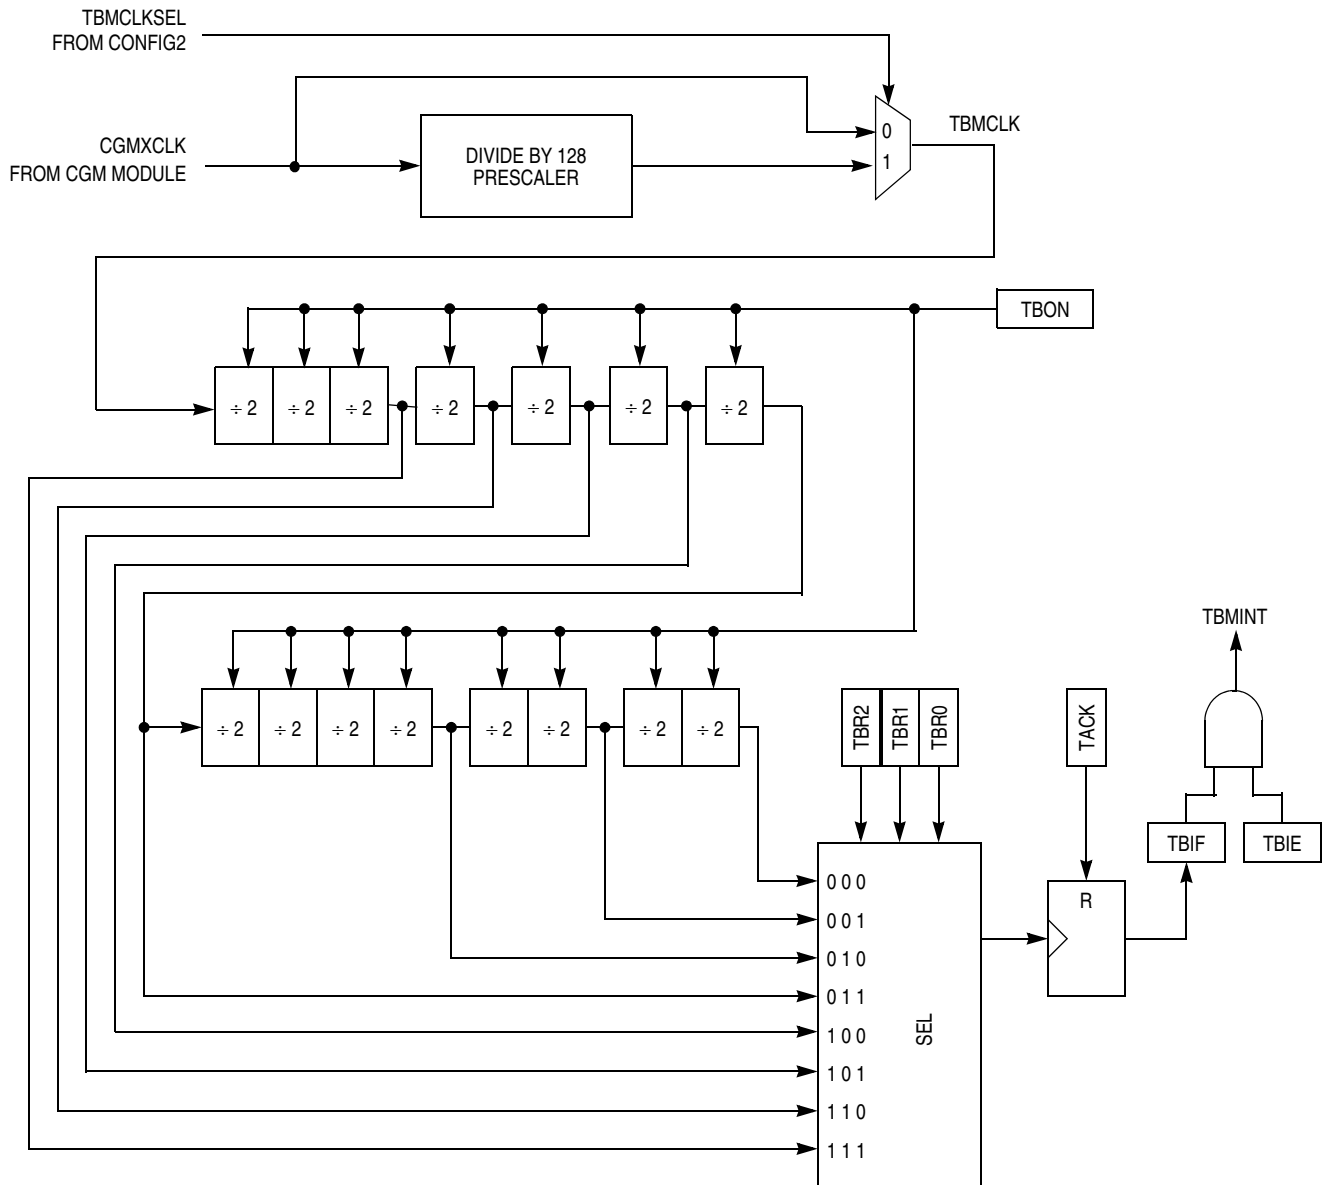 TBMCLKSEL
FROM CONFIG2
CGMXCLK
FROM CGM MODULE
DIVIDE BY 128
PRESCALER
0
1
TBMCLK
TBON
÷ 2 ÷ 2 ÷ 2 ÷ 2 ÷ 2 ÷ 2 ÷ 2
TBMINT
÷ 2 ÷ 2 ÷ 2 ÷ 2 ÷ 2 ÷ 2 ÷ 2 ÷ 2
TBR2
TBR1
TBR0
TACK
TBIF
TBIE
R
0 0 0
0 0 1
0 1 0
0 1 1
1 0 0
1 0 1
1 1 0
1 1 1
SEL